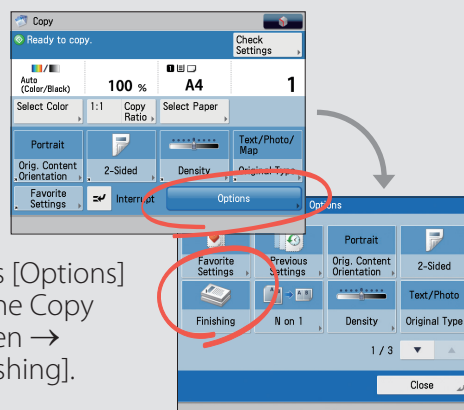 Copy
Ready to copy.
Check
Settings
Auto
(Color/Black)
100 %
A4
1
Select Color
1:1
Copy
Ratio
Select Paper
Portrait
Text/Photo/
Map
Orig. Content
Orientation
2-Sided
Density
Original Type
Favorite
Settings
Interrupt
Options
Options
Favorite
Settings
Previous
Settings
Portrait
Orig. Content
Orientation
2-Sided
Text/Photo
Finishing
N on 1
Density
Original Type
1 / 3
Close
s [Options]
ne Copy
en →
shing].